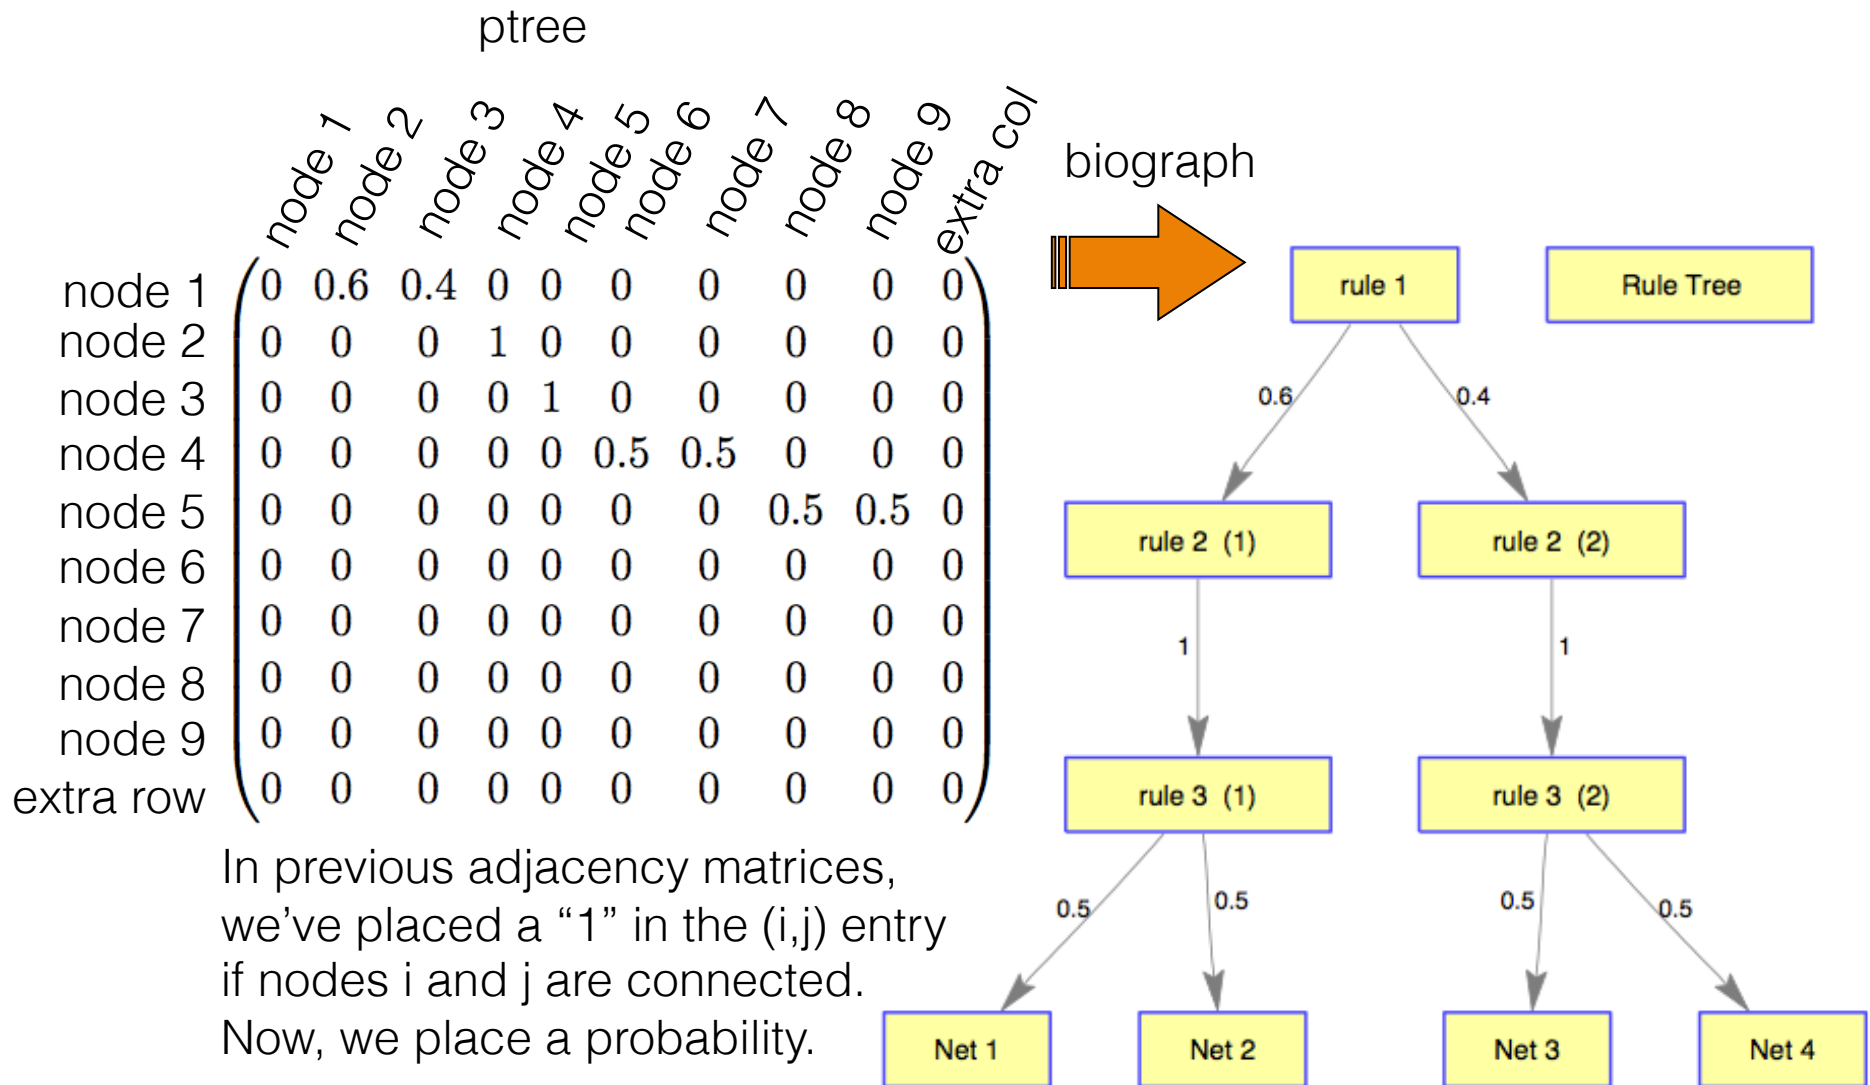 ptree
node 1 node 2 node 3 node 4 node 5 node 6 node 7 node 8 node 9 extra col
node 1 0 0.6 0.4 0 0 0 0 0 0 0
node 2 0 0 0 1 0 0 0 0 0 0
node 3 0 0 0 0 1 0 0 0 0 0
node 4 0 0 0 0 0 0.5 0.5 0 0 0
node 5 0 0 0 0 0 0 0 0.5 0.5 0
node 6 0 0 0 0 0 0 0 0 0 0
node 7 0 0 0 0 0 0 0 0 0 0
node 8 0 0 0 0 0 0 0 0 0 0
node 9 0 0 0 0 0 0 0 0 0 0
extra row 0 0 0 0 0 0 0 0 0 0
In previous adjacency matrices,
we’ve placed a “1” in the (i,j) entry
if nodes i and j are connected.
Now, we place a probability.
biograph
rule 1 Rule Tree
0.6 0.4
rule 2 (1) rule 2 (2)
1 1
rule 3 (1) rule 3 (2)
0.5 0.5 0.5 0.5
Net 1 Net 2 Net 3 Net 4